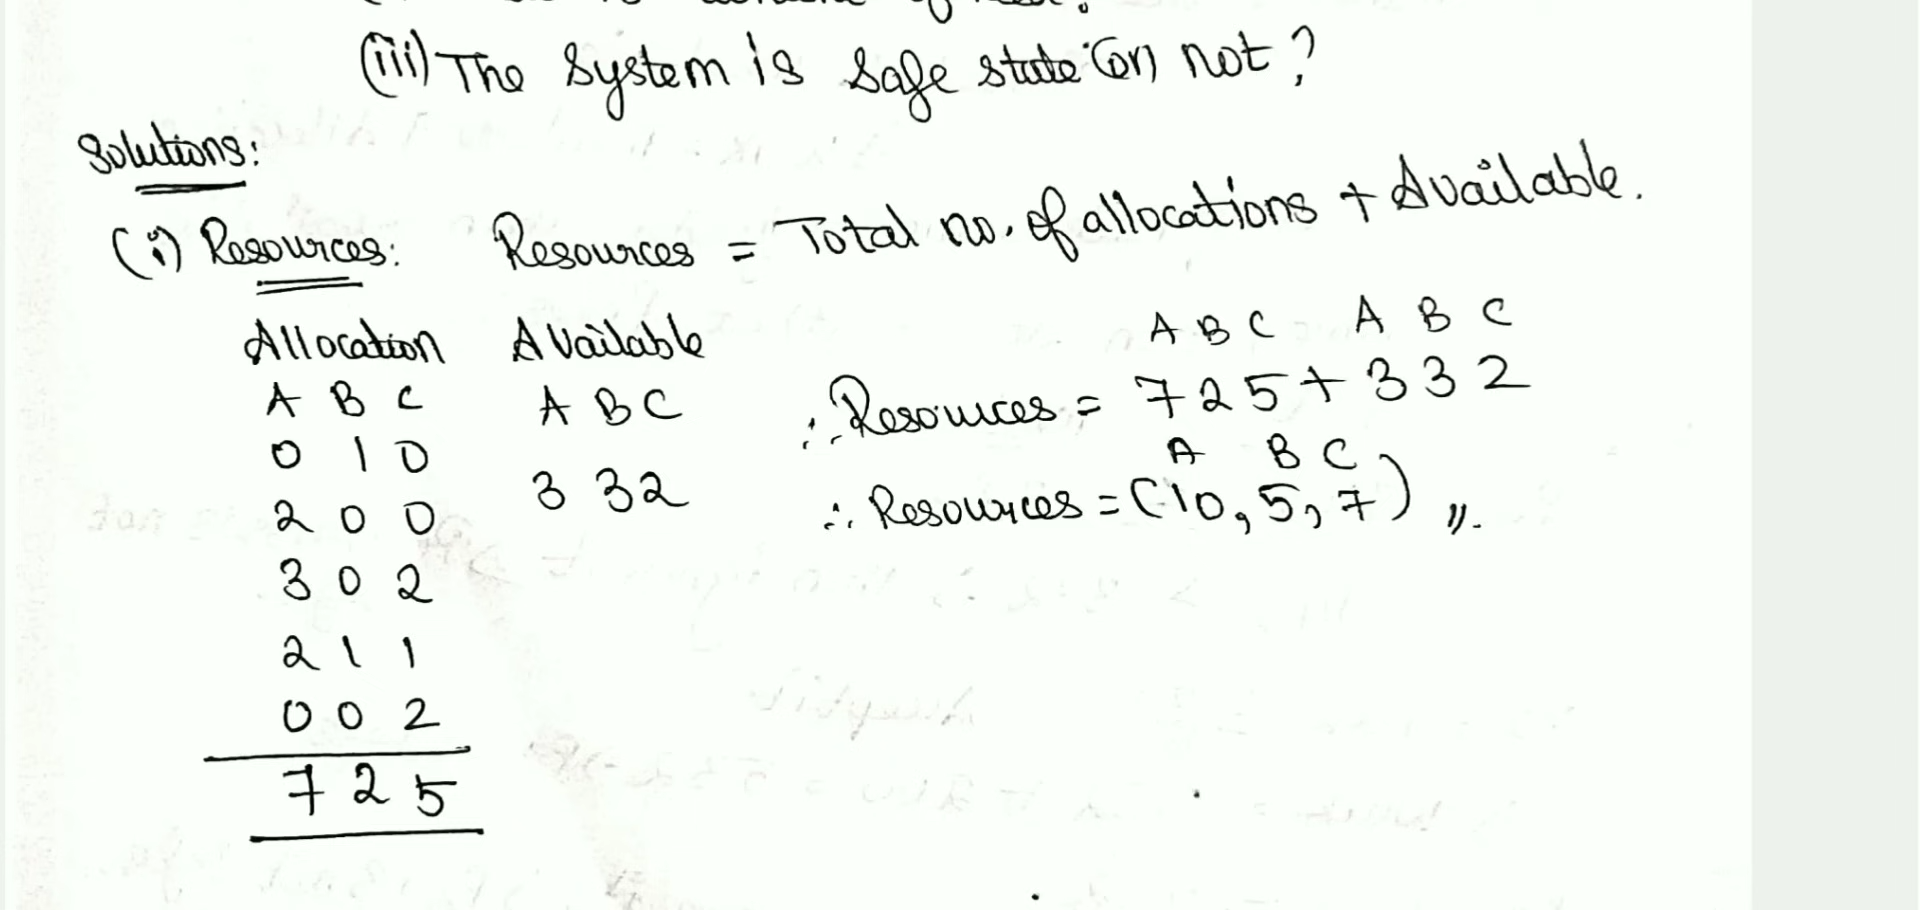 (iii) The System is Safe state (or) not?
Solutions:
(i) Resources: Resources = Total no. of allocations + Available.
Allocation Available
A B C A B C
A B C A B C
0 1 0
2 0 0 3 3 2
3 0 2
2 1 1
0 0 2
7 2 5
∴ Resources = 7 2 5 + 3 3 2
A B C
∴ Resources = (10, 5, 7) //.